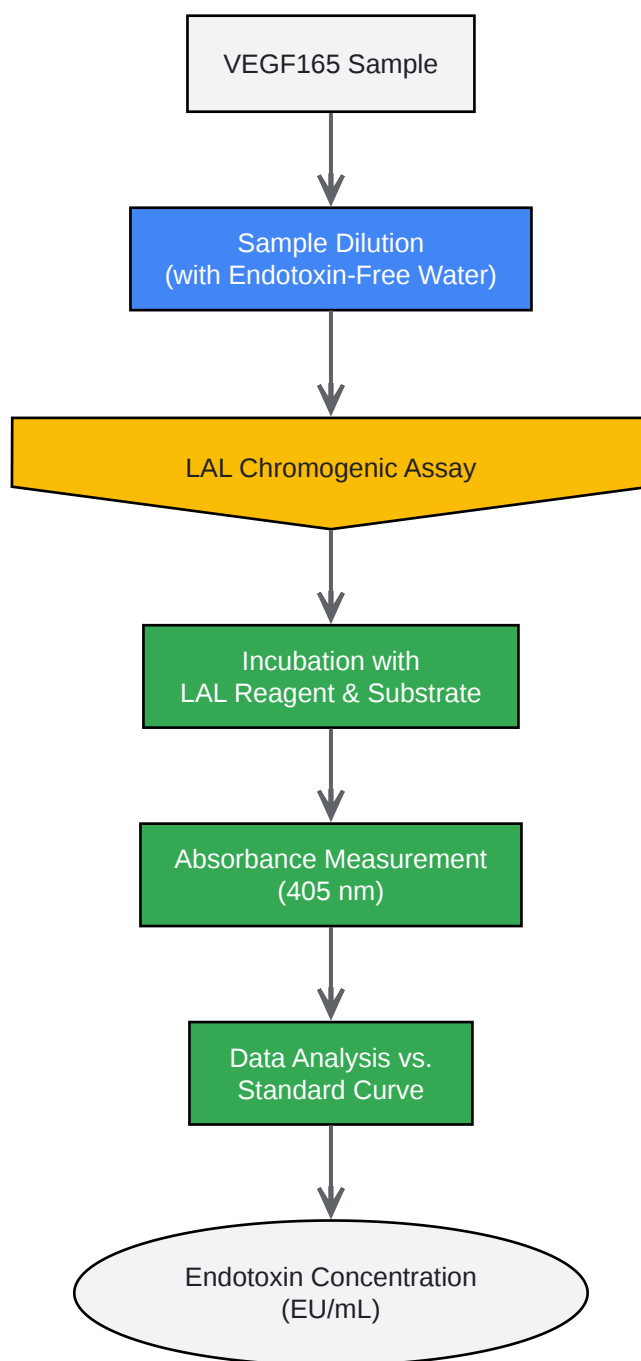 VEGF165 Sample
Sample Dilution
(with Endotoxin-Free Water)
LAL Chromogenic Assay
Incubation with
LAL Reagent & Substrate
Absorbance Measurement
(405 nm)
Data Analysis vs.
Standard Curve
Endotoxin Concentration
(EU/mL)